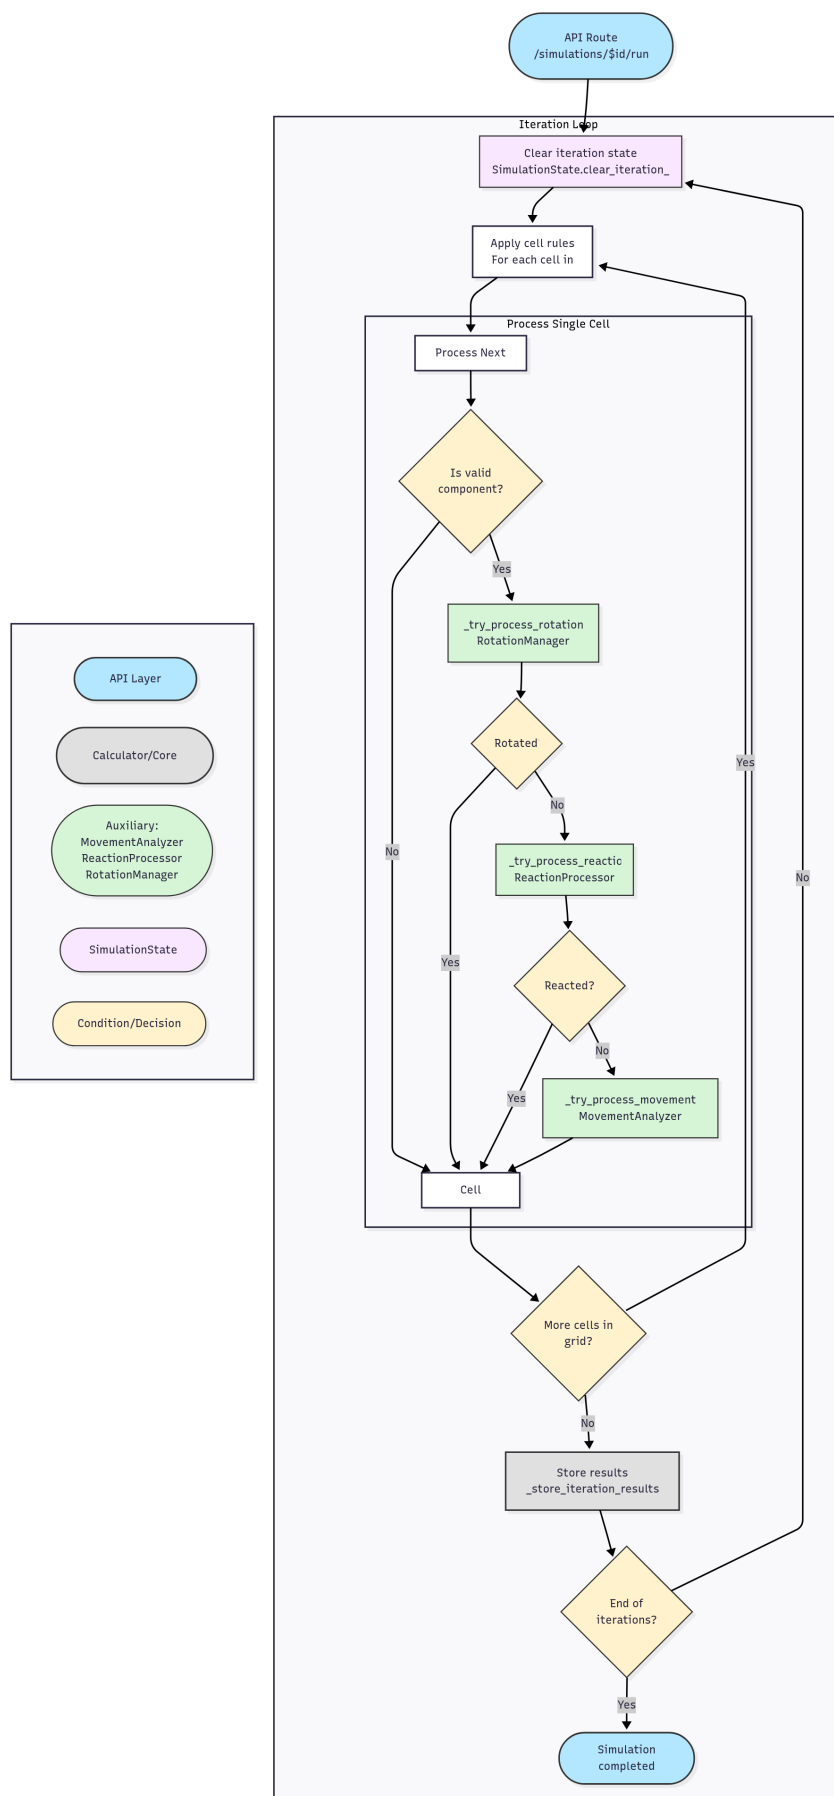 API Route
/simulations/$id/run
Iteration Loop
Clear iteration state
SimulationState.clear_iteration_
Apply cell rules
For each cell in
Process Single Cell
Process Next
Is valid
component?
Yes
_try_process_rotation
RotationManager
Rotated
No
_try_process_reactic
ReactionProcessor
Reacted?
No
Yes
_try_process_movement
MovementAnalyzer
No
Yes
Cell
Yes
More cells in
grid?
No
Store results
_store_iteration_results
No
End of
iterations?
Yes
Simulation
completed
API Layer
Calculator/Core
Auxiliary:
MovementAnalyzer
ReactionProcessor
RotationManager
SimulationState
Condition/Decision